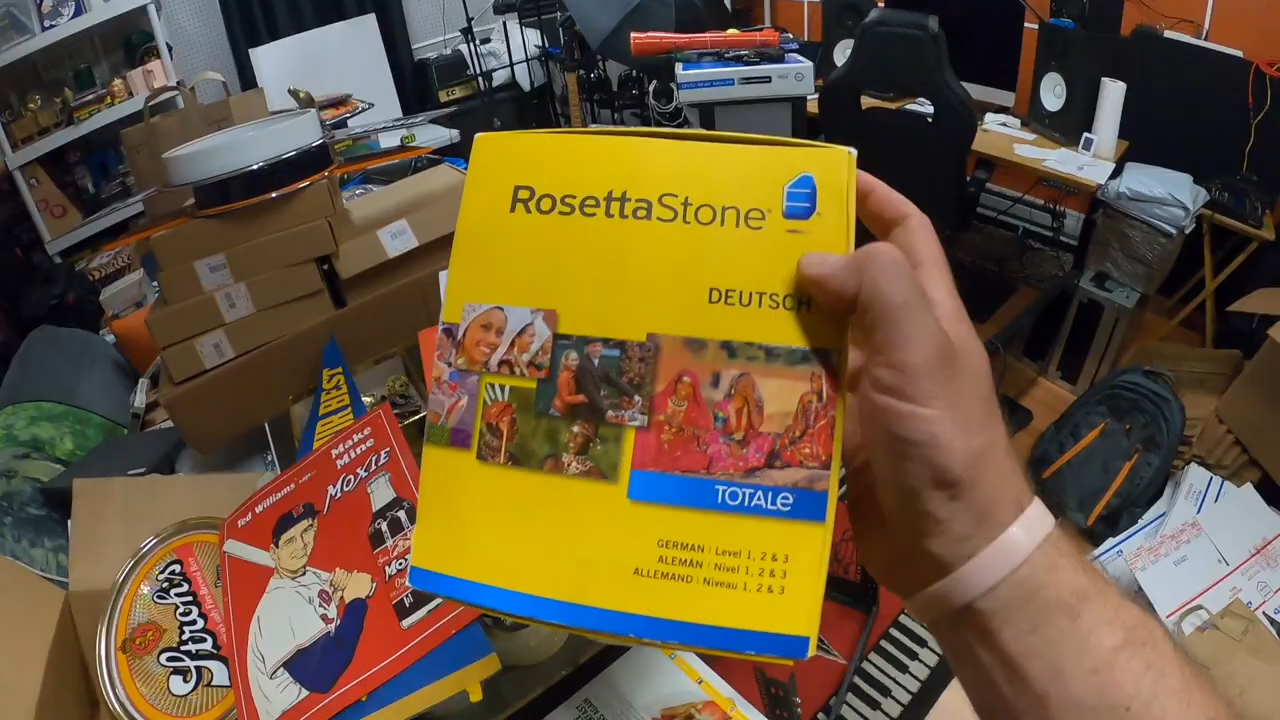 RosettaStone
DEUTSCH
TOTALe
GERMAN | Level 1, 2 & 3
ALEMÁN | Nivel 1, 2 & 3
ALLEMAND | Niveau 1, 2 & 3
Ted Williams says...
Make
Mine
MOXIE
Stroh's